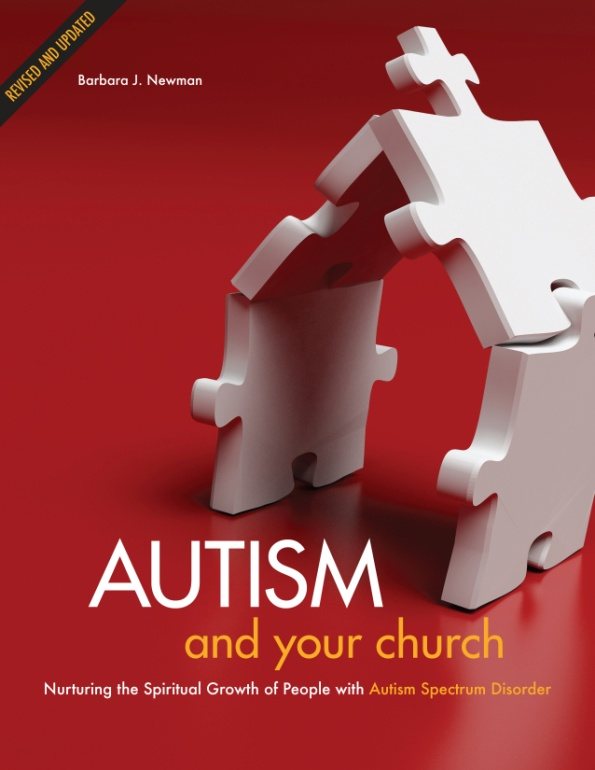 REVISED AND UPDATED
Barbara J. Newman
AUTISM
and your church
Nurturing the Spiritual Growth of People with Autism Spectrum Disorder